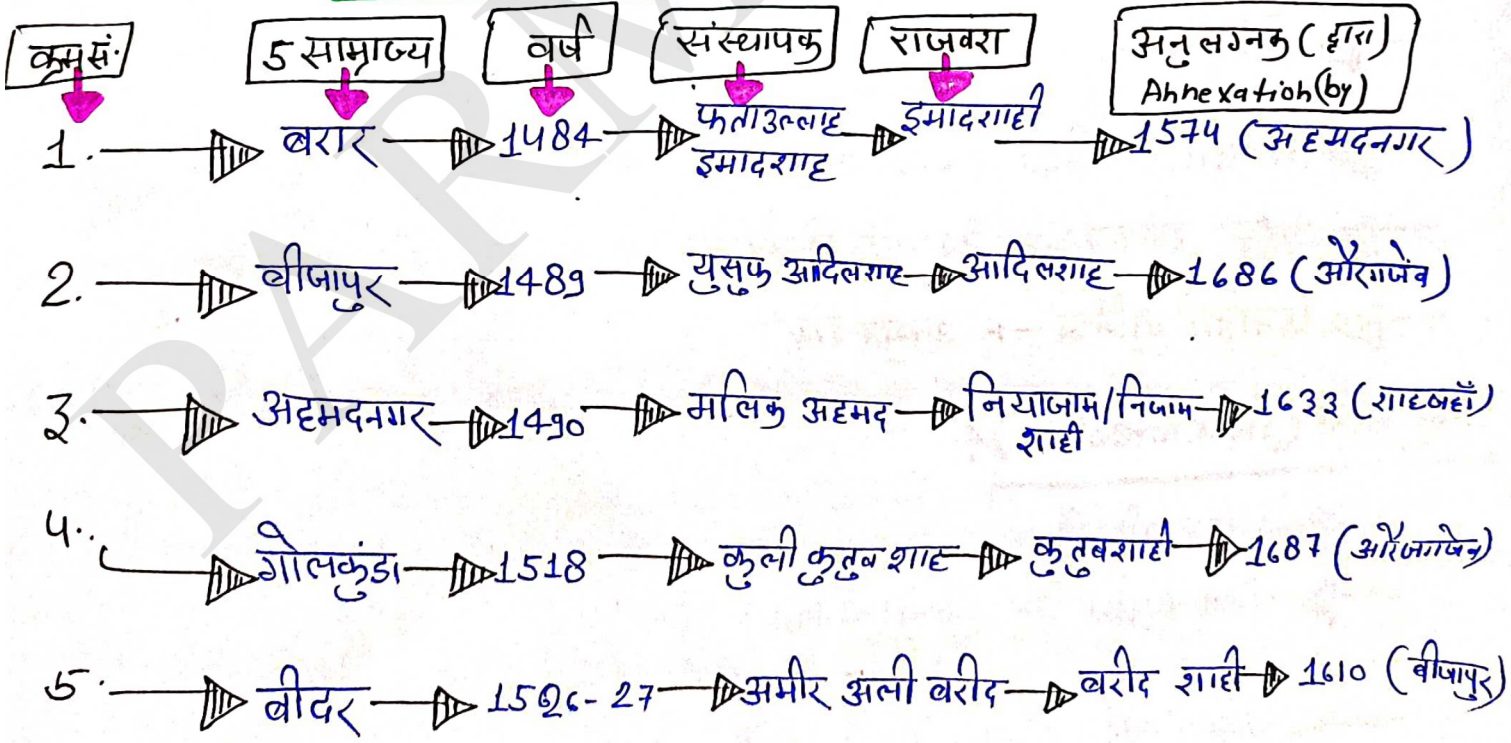 क्रम सं. 5 साम्राज्य वर्ष संस्थापक राजवंश अनुलग्नक (द्वारा)
Annexation (by)
1. बरार 1484 फतांउल्लाह इमादशाही 1574 (अहमदनगर)
इमादशाह
2. बीजापुर 1489 युसुफ आदिलशाह आदिलशाह 1686 (औरंगजेब)
3. अहमदनगर 1490 मलिक अहमद नियाजाम/निजाम 1633 (शाहजहाँ)
शाही
4. गोलकुंडा 1518 कुली कुतुब शाह कुतुबशाही 1687 (औरंगजेब)
5. बीदर 1526-27 अमीर अली बरीद बरीद शाही 1610 (बीजापुर)
PARM